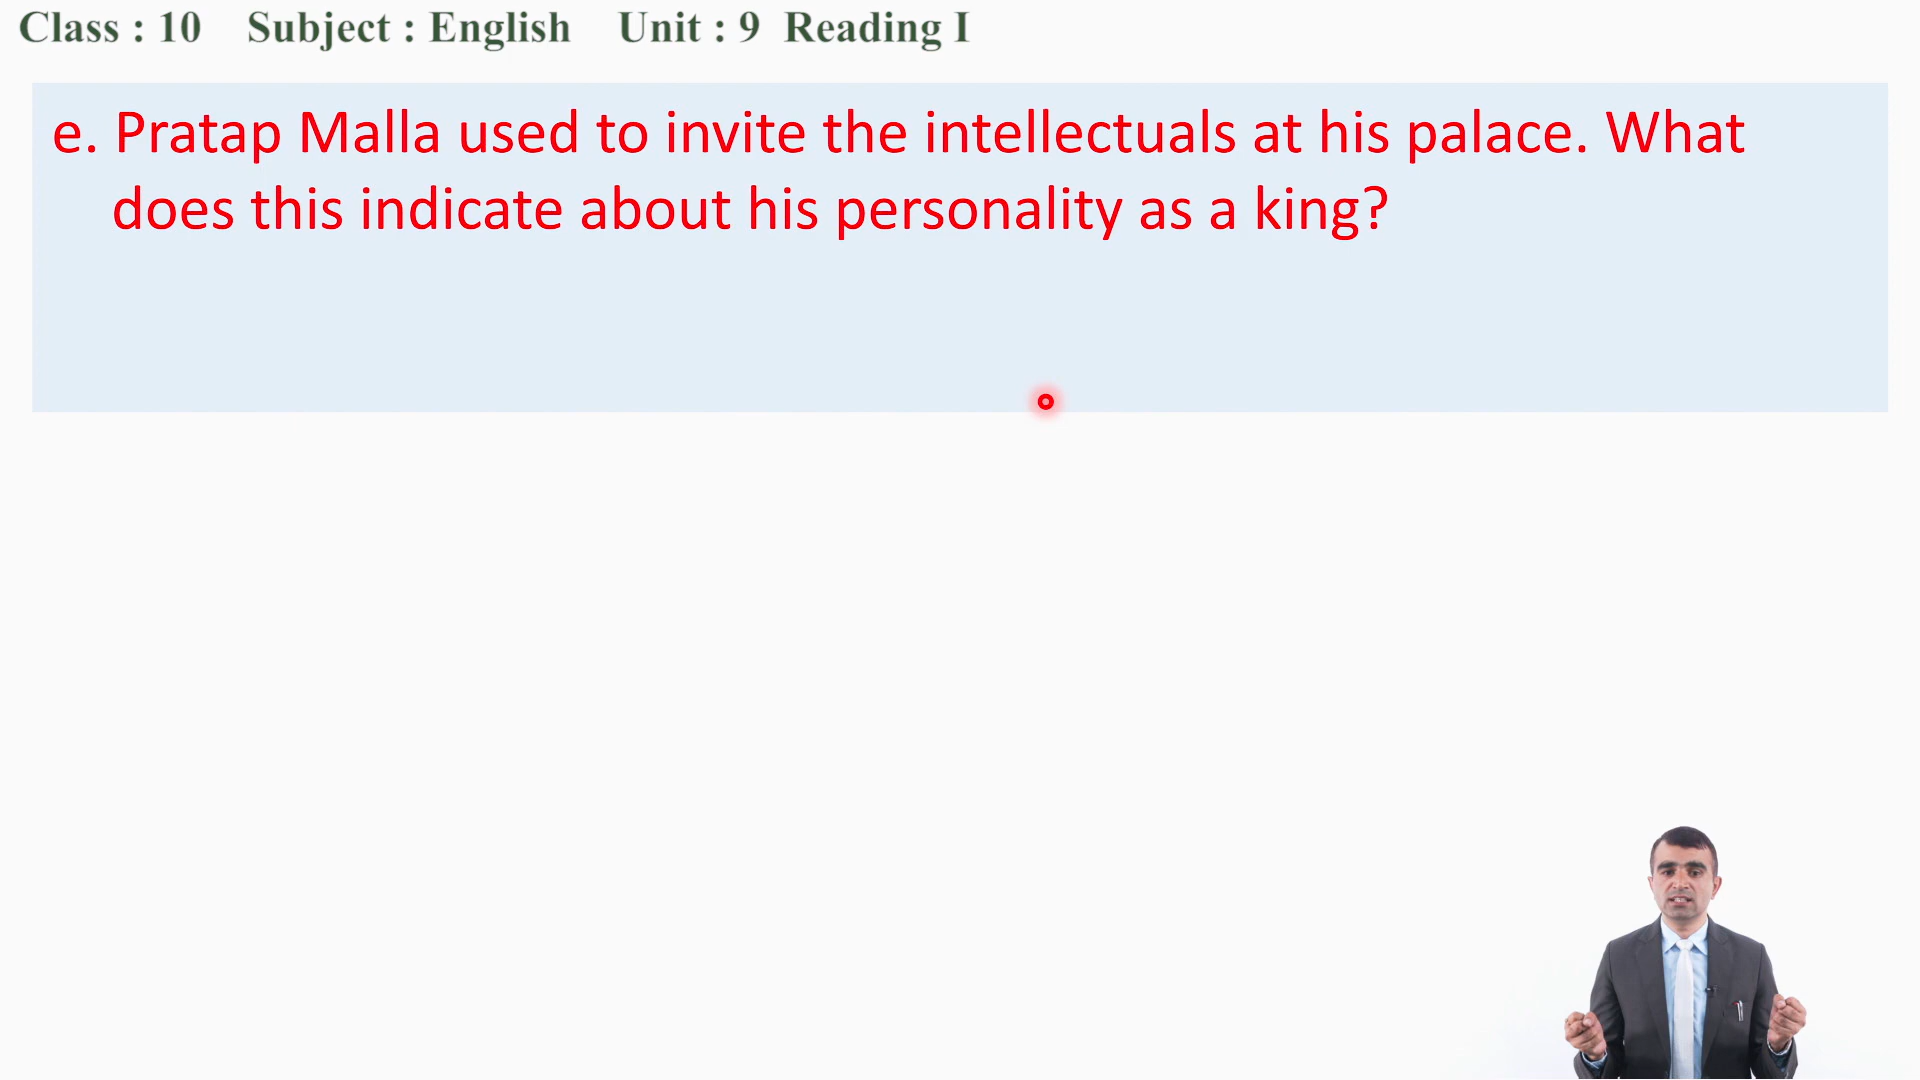 Class : 10 Subject : English Unit : 9 Reading I
e. Pratap Malla used to invite the intellectuals at his palace. What
does this indicate about his personality as a king?